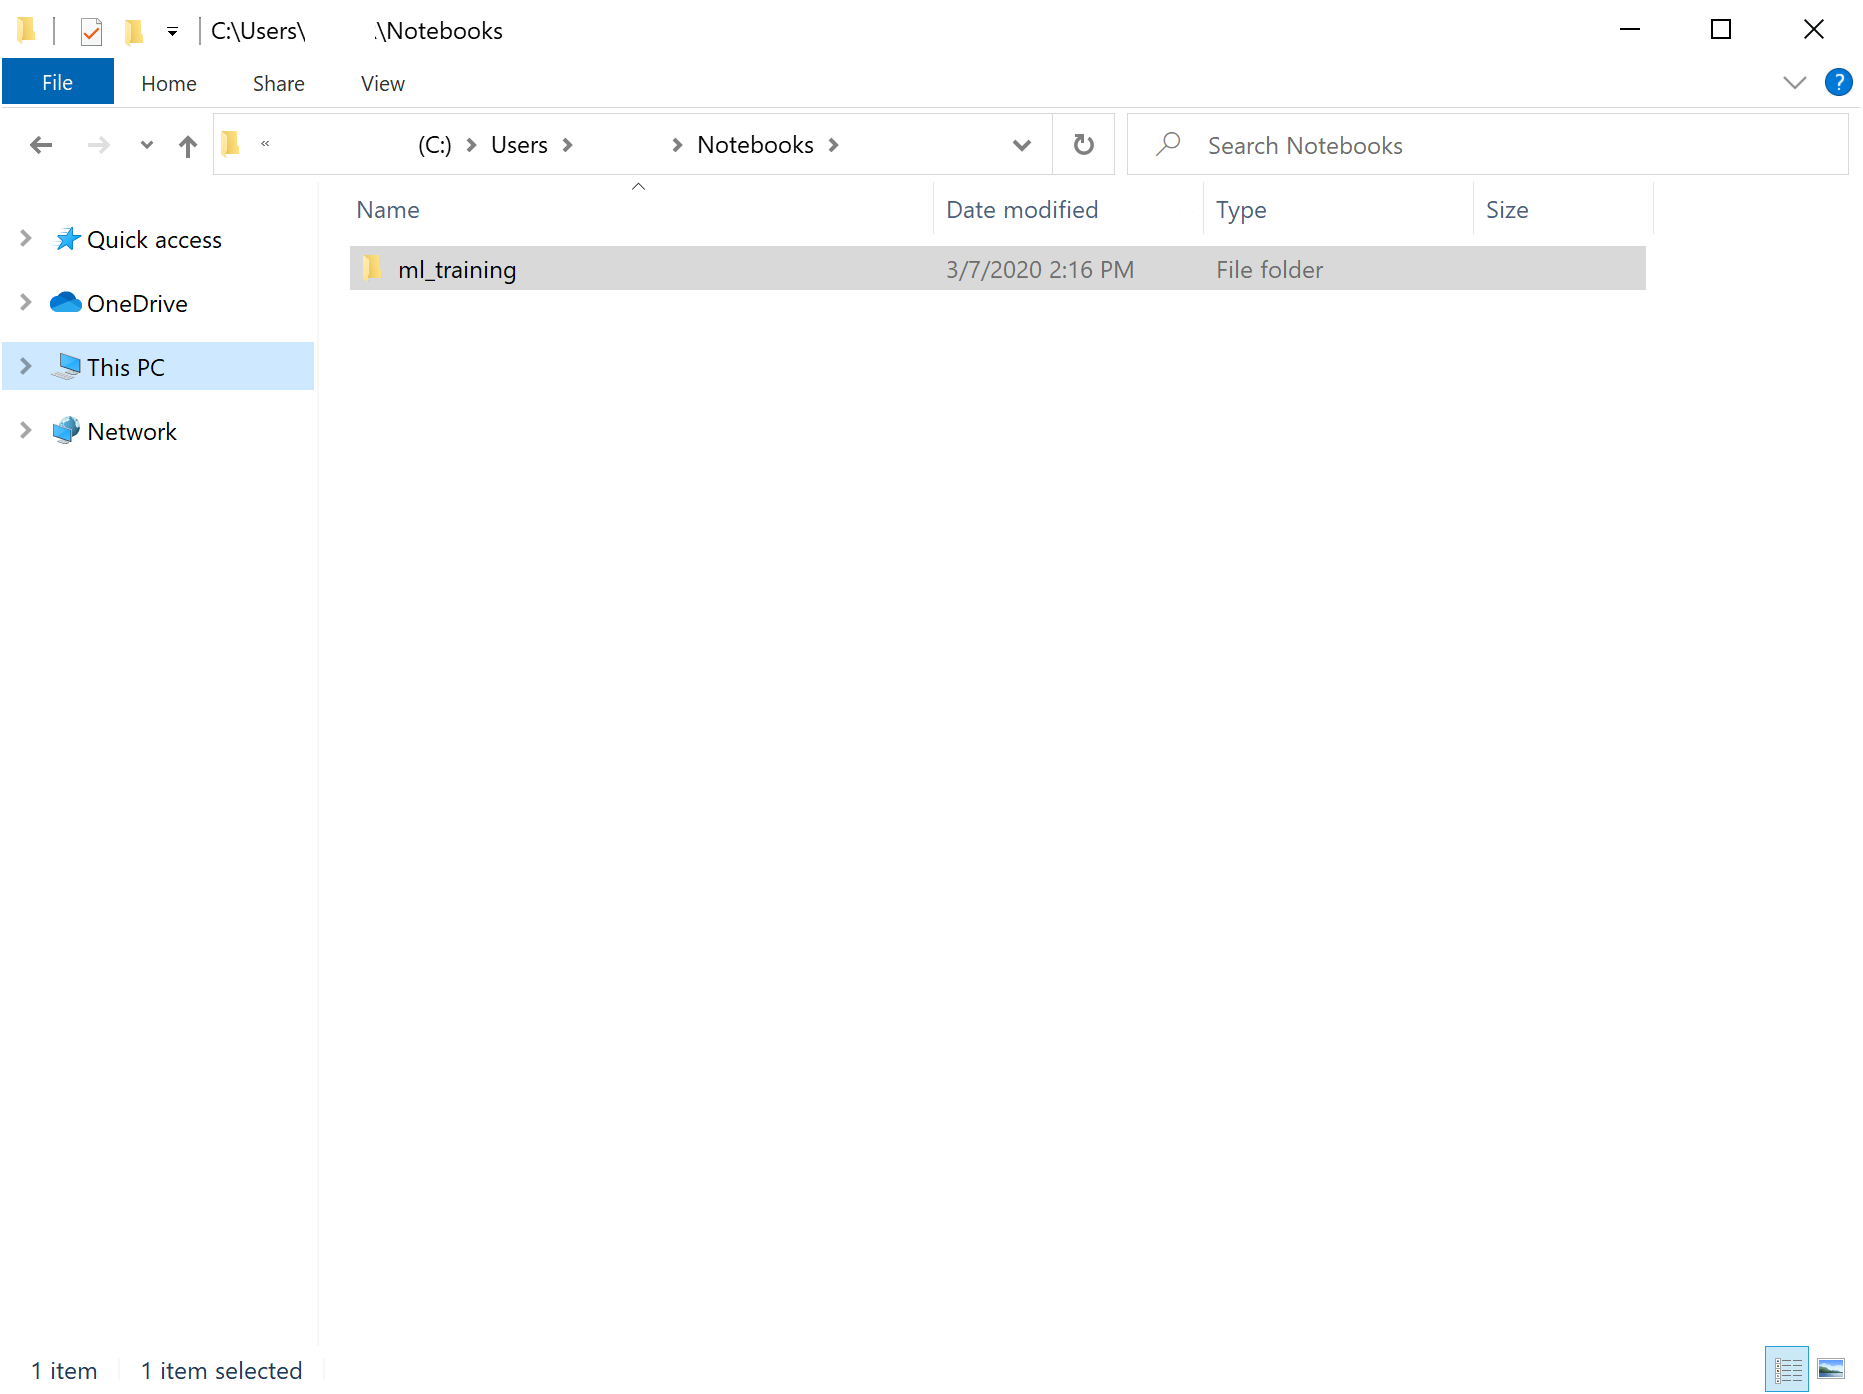 C:\Users\ .\Notebooks
File Home Share View ?
« (C:) Users Notebooks Search Notebooks
Name Date modified Type Size
Quick access
ml_training 3/7/2020 2:16 PM File folder
OneDrive
This PC
Network
1 item 1 item selected